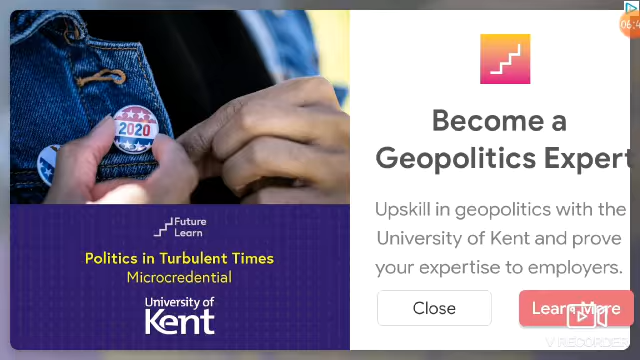 2020
Future
Learn
Politics in Turbulent Times
Microcredential
University of
Kent
Become a
Geopolitics Expert
Upskill in geopolitics with the
University of Kent and prove
your expertise to employers.
Close
Learn More
V RECORDER